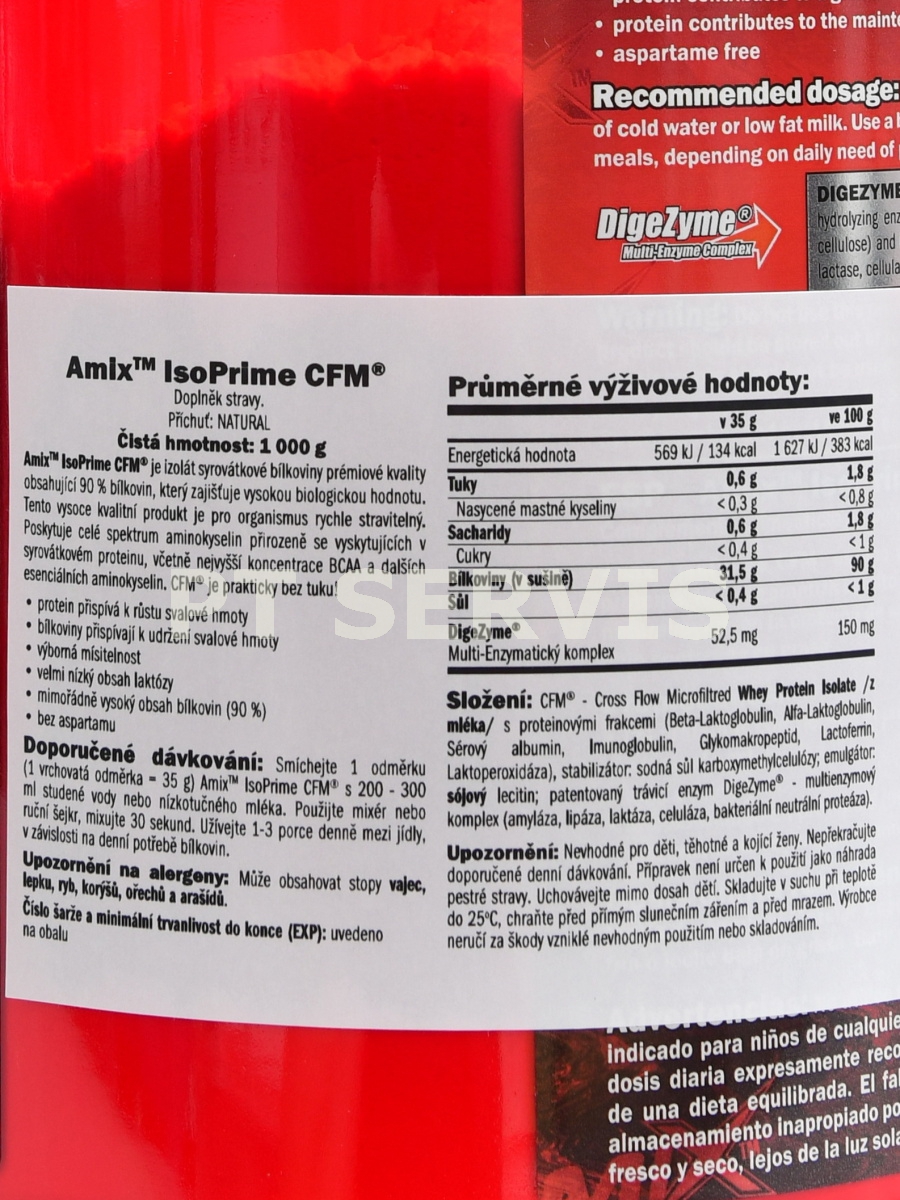 • protein contributes to the
• aspartame free
Recommended dosage:
of cold water or low fat milk. Use a
meals, depending on daily need of
DigeZyme®
Multi-Enzyme Complex
DIGEZYME
hydrolyzing
cellulose) and
lactase,
Amix™ IsoPrime CFM®
Doplněk stravy.
Příchuť: NATURAL
Čistá hmotnost: 1 000 g
Amix™ IsoPrime CFM® je izolát syrovátkové bílkoviny prémiové kvality
obsahující 90 % bílkovin, který zajišťuje vysokou biologickou hodnotu.
Tento vysoce kvalitní produkt je pro organismus rychle stravitelný.
Poskytuje celé spektrum aminokyselin přirozeně se vyskytujících v
syrovátkovém proteinu, včetně nejvyšší koncentrace BCAA a dalších
esenciálních aminokyselin. CFM® je prakticky bez tuku!
• protein přispívá k růstu svalové hmoty
• bílkoviny přispívají k udržení svalové hmoty
• výborná mísitelnost
• velmi nízký obsah laktózy
• mimořádně vysoký obsah bílkovin (90 %)
• bez aspartamu
Doporučené dávkování: Smíchejte 1 odměrku
(1 vrchovatá odměrka = 35 g) Amix™ IsoPrime CFM® s 200 - 300
ml studené vody nebo nízkotučného mléka. Použijte mixér nebo
ruční šejkr, mixujte 30 sekund. Užívejte 1-3 porce denně mezi jídly,
v závislosti na denní potřebě bílkovin.
Upozornění na alergeny: Může obsahovat stopy vajec,
lepku, ryb, korýšů, ořechů a arašídů.
Číslo šarže a minimální trvanlivost do konce (EXP): uvedeno
na obalu
Průměrné výživové hodnoty:
v 35 g ve 100 g
Energetická hodnota 569 kJ / 134 kcal 1 627 kJ / 383 kcal
Tuky 0,6 g 1,8 g
Nasycené mastné kyseliny <0,3 g <0,8 g
Sacharidy 0,6 g 1,8 g
Cukry <0,4 g <1 g
Bílkoviny (v sušině) 31,5 g 90 g
Sůl <0,4 g <1 g
DigeZyme®
Multi-Enzymatický komplex 52,5 mg 150 mg
Složení: CFM® - Cross Flow Microfiltred Whey Protein Isolate /z
mléka/ s proteinovými frakcemi (Beta-Laktoglobulin, Alfa-Laktoglobulin,
Sérový albumin, Imunoglobulin, Glykomakropeptid, Lactoferrin,
Laktoperoxidáza), stabilizátor: sodná sůl karboxymethylcelulózy; emulgátor:
sójový lecitin; patentovaný trávicí enzym DigeZyme® - multienzymový
komplex (amyláza, lipáza, laktáza, celuláza, bakteriální neutrální proteáza).
Upozornění: Nevhodné pro děti, těhotné a kojící ženy. Nepřekračujte
doporučené denní dávkování. Přípravek není určen k použití jako náhrada
pestré stravy. Uchovávejte mimo dosah dětí. Skladujte v suchu při teplotě
do 25°C, chraňte před přímým slunečním zářením a před mrazem. Výrobce
neručí za škody vzniklé nevhodným použitím nebo skladováním.
PT SERVIS
indicado para niños de
dosis diaria expresamente
de una dieta equilibrada. El
almacenamiento inapropiado
fresco y seco, lejos de la luz